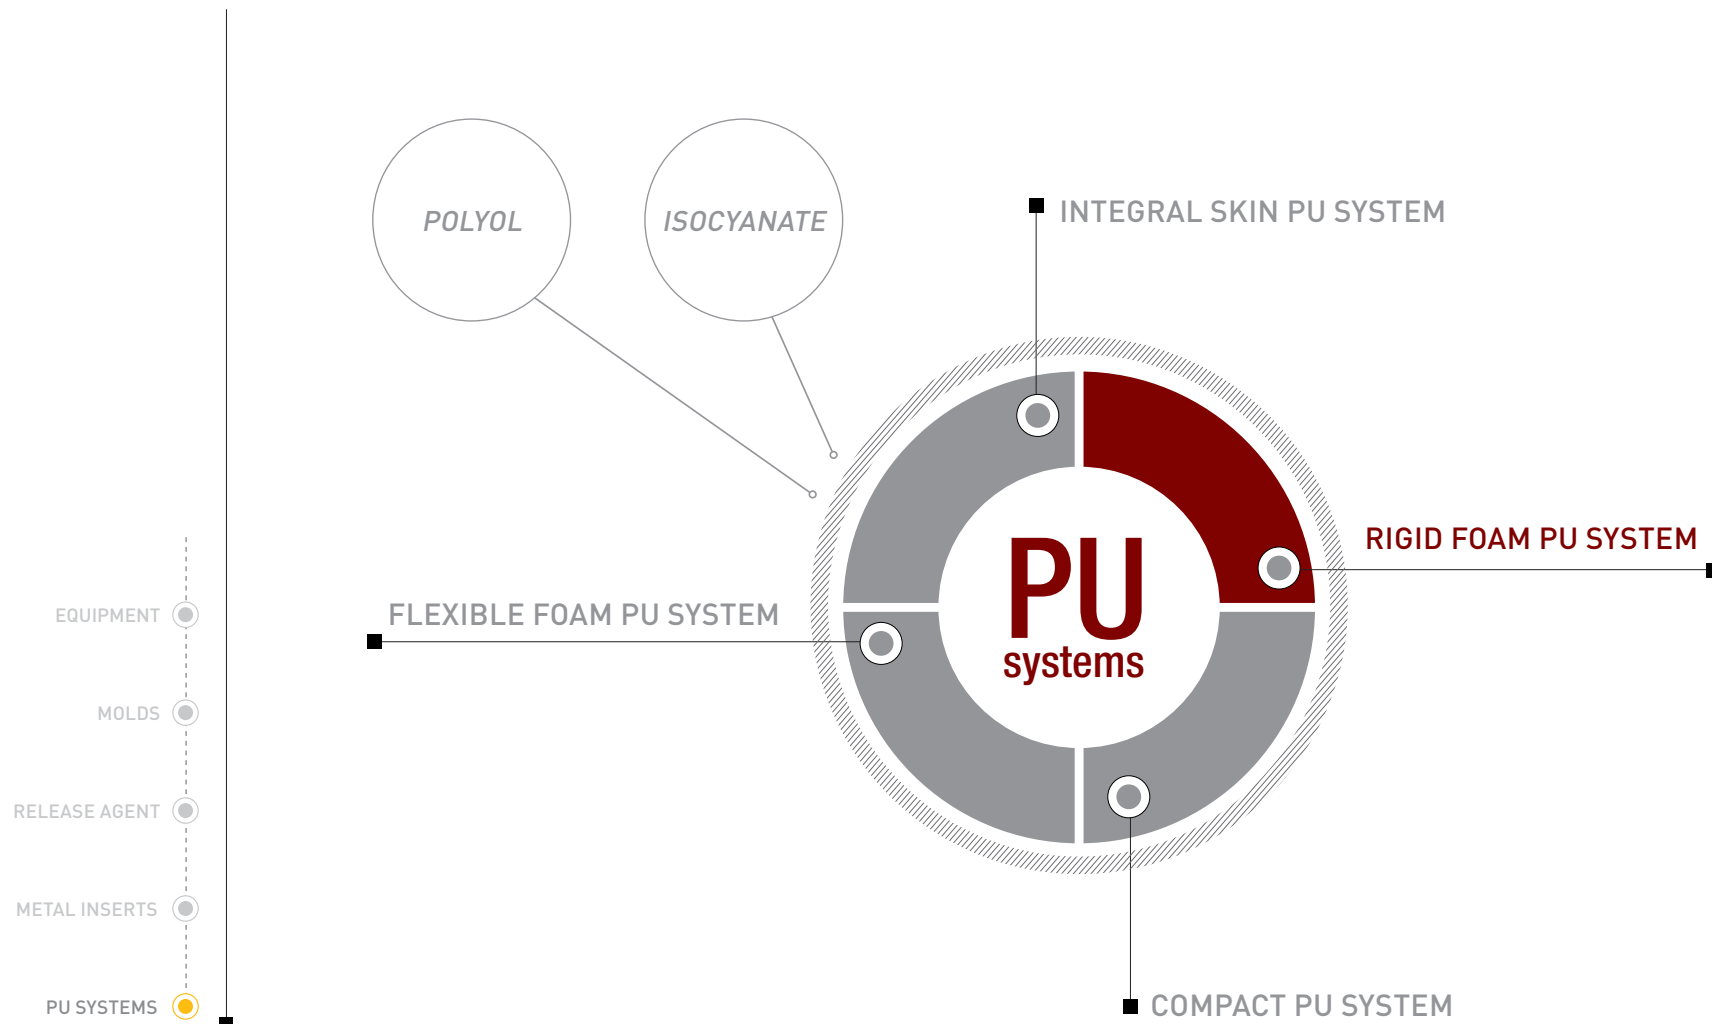 POLYOL
ISOCYANATE
INTEGRAL SKIN PU SYSTEM
RIGID FOAM PU SYSTEM
FLEXIBLE FOAM PU SYSTEM
PU
systems
COMPACT PU SYSTEM
EQUIPMENT
MOLDS
RELEASE AGENT
METAL INSERTS
PU SYSTEMS